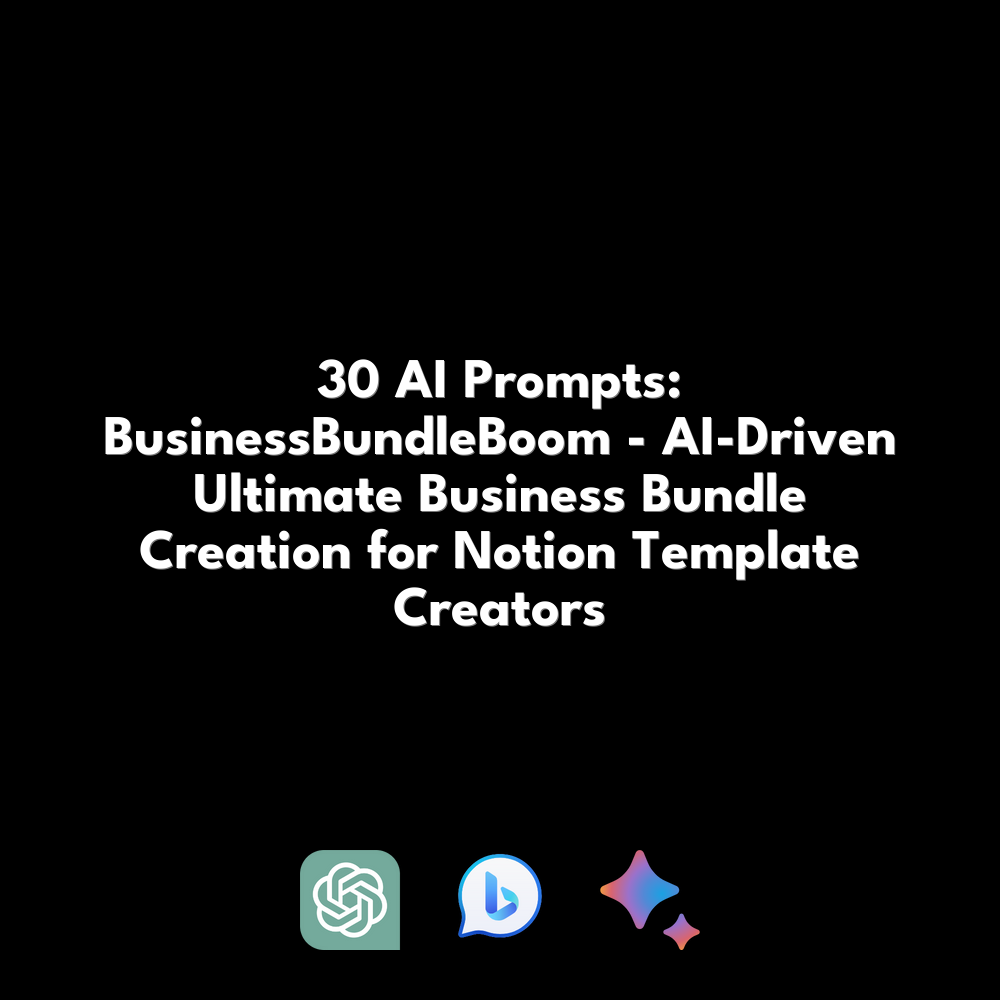 30 AI Prompts:
BusinessBundleBoom - AI-Driven
Ultimate Business Bundle
Creation for Notion Template
Creators